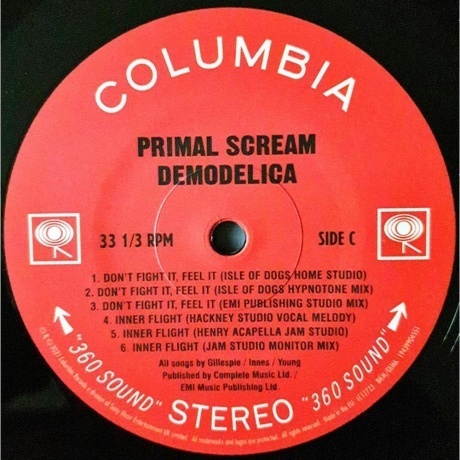 COLUMBIA
PRIMAL SCREAM
DEMODELICA
33 1/3 RPM
SIDE C
1. DON'T FIGHT IT, FEEL IT (ISLE OF DOGS HOME STUDIO)
2. DON'T FIGHT IT, FEEL IT (ISLE OF DOGS HYPNOTONE MIX)
3. DON'T FIGHT IT, FEEL IT (EMI PUBLISHING STUDIO MIX)
4. INNER FLIGHT (HACKNEY STUDIO VOCAL MELODY)
5. INNER FLIGHT (HENRY ACAPELLA JAM STUDIO)
6. INNER FLIGHT (JAM STUDIO MONITOR MIX)
All songs by Gillespie / Innes / Young
Published by Complete Music Ltd. /
EMI Music Publishing Ltd.
"360 SOUND" STEREO "360 SOUND"